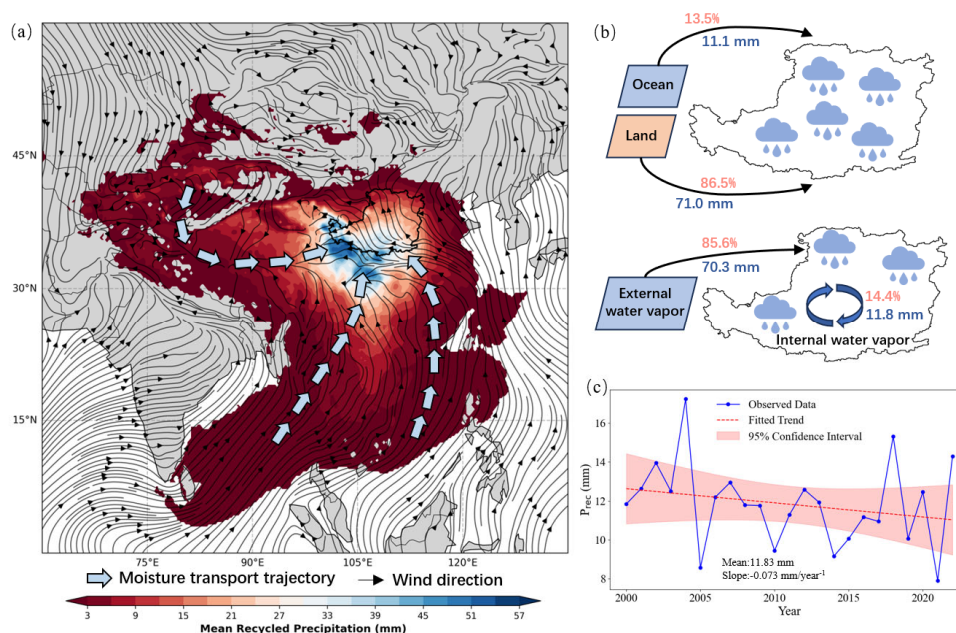 (a)
45°N
30°N
15°N
75°E
90°E
105°E
120°E
Moisture transport trajectory
Wind direction
3
9
15
21
27
33
39
45
51
57
Mean Recycled Precipitation (mm)
(b)
13.5%
11.1 mm
Ocean
Land
86.5%
71.0 mm
85.6%
70.3 mm
External
water vapor
14.4%
11.8 mm
Internal water vapor
(c)
Observed Data
Fitted Trend
95% Confidence Interval
16
14
12
10
8
Prec (mm)
Mean:11.83 mm
Slope:-0.073 mm/year-1
2000
2005
2010
2015
2020
Year